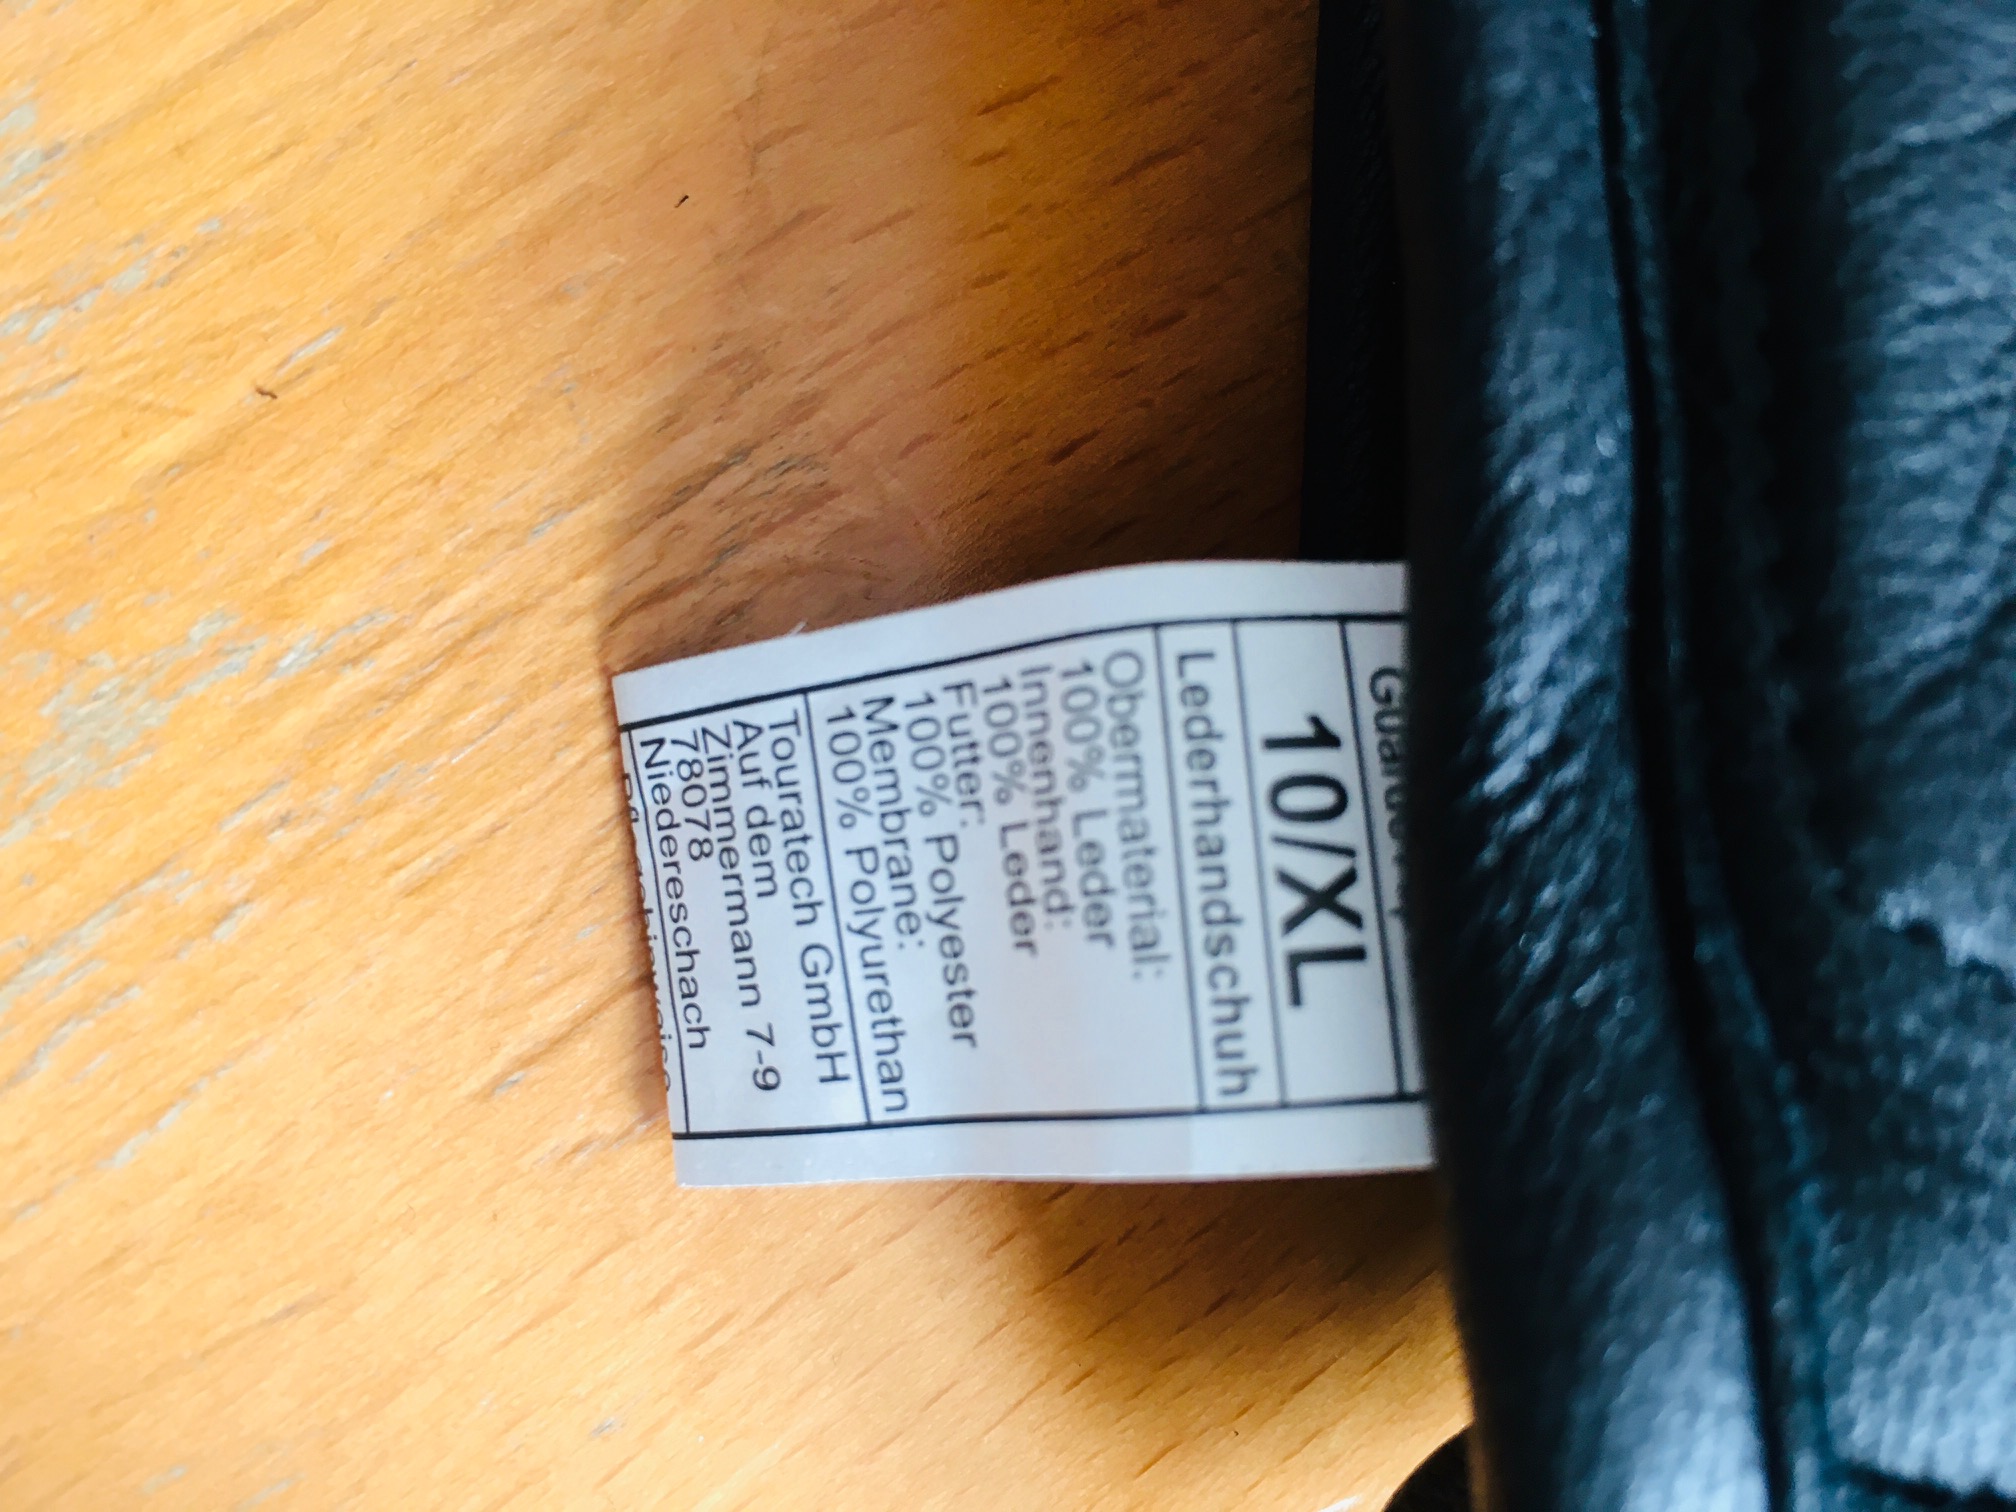 10/XL
Lederhandschuh
Obermaterial:
100% Leder
Innenhand:
100% Leder
Futter:
100% Polyester
Membrane:
100% Polyurethan
Touratech GmbH
Auf dem
Zimmermann 7-9
78078
Niedereschach